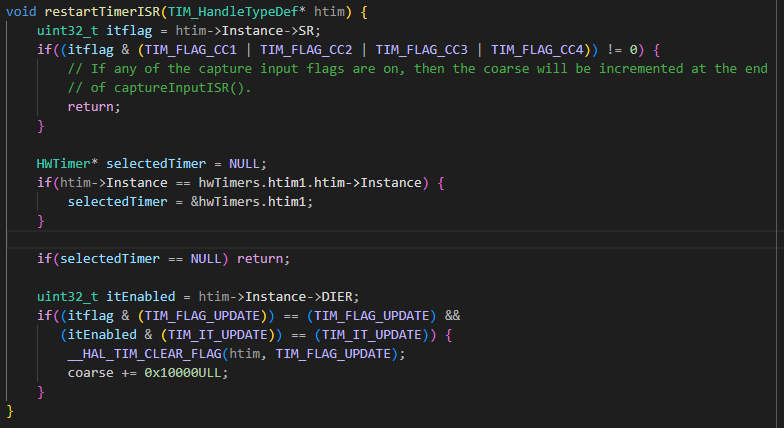 void restartTimerISR(TIM_HandleTypeDef* htim) {
    uint32_t itflag = htim->Instance->SR;
    if((itflag & (TIM_FLAG_CC1 | TIM_FLAG_CC2 | TIM_FLAG_CC3 | TIM_FLAG_CC4)) != 0) {
        // If any of the capture input flags are on, then the coarse will be incremented at the end
        // of captureInputISR().
        return;
    }

    HWTimer* selectedTimer = NULL;
    if(htim->Instance == hwTimers.htim1.htim->Instance) {
        selectedTimer = &hwTimers.htim1;
    }

    if(selectedTimer == NULL) return;

    uint32_t itEnabled = htim->Instance->DIER;
    if((itflag & (TIM_FLAG_UPDATE)) == (TIM_FLAG_UPDATE) &&
       (itEnabled & (TIM_IT_UPDATE)) == (TIM_IT_UPDATE)) {
        __HAL_TIM_CLEAR_FLAG(htim, TIM_FLAG_UPDATE);
        coarse += 0x10000ULL;
    }
}